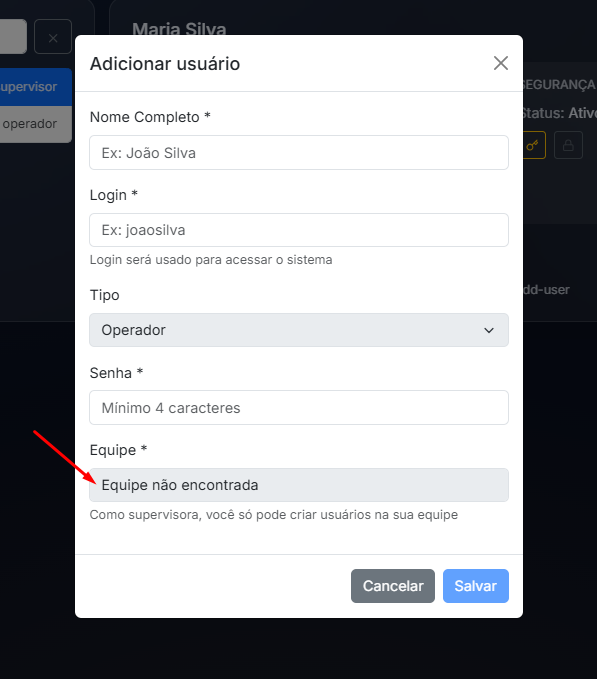 Maria Silva
Adicionar usuário
upervisor
SEGURANÇA
Nome Completo *
Status: Ativo
operador
Ex: João Silva
Login *
Ex: joaosilva
Login será usado para acessar o sistema
dd-user
Tipo
Operador
Senha *
Mínimo 4 caracteres
Equipe *
Equipe não encontrada
Como supervisora, você só pode criar usuários na sua equipe
Cancelar
Salvar